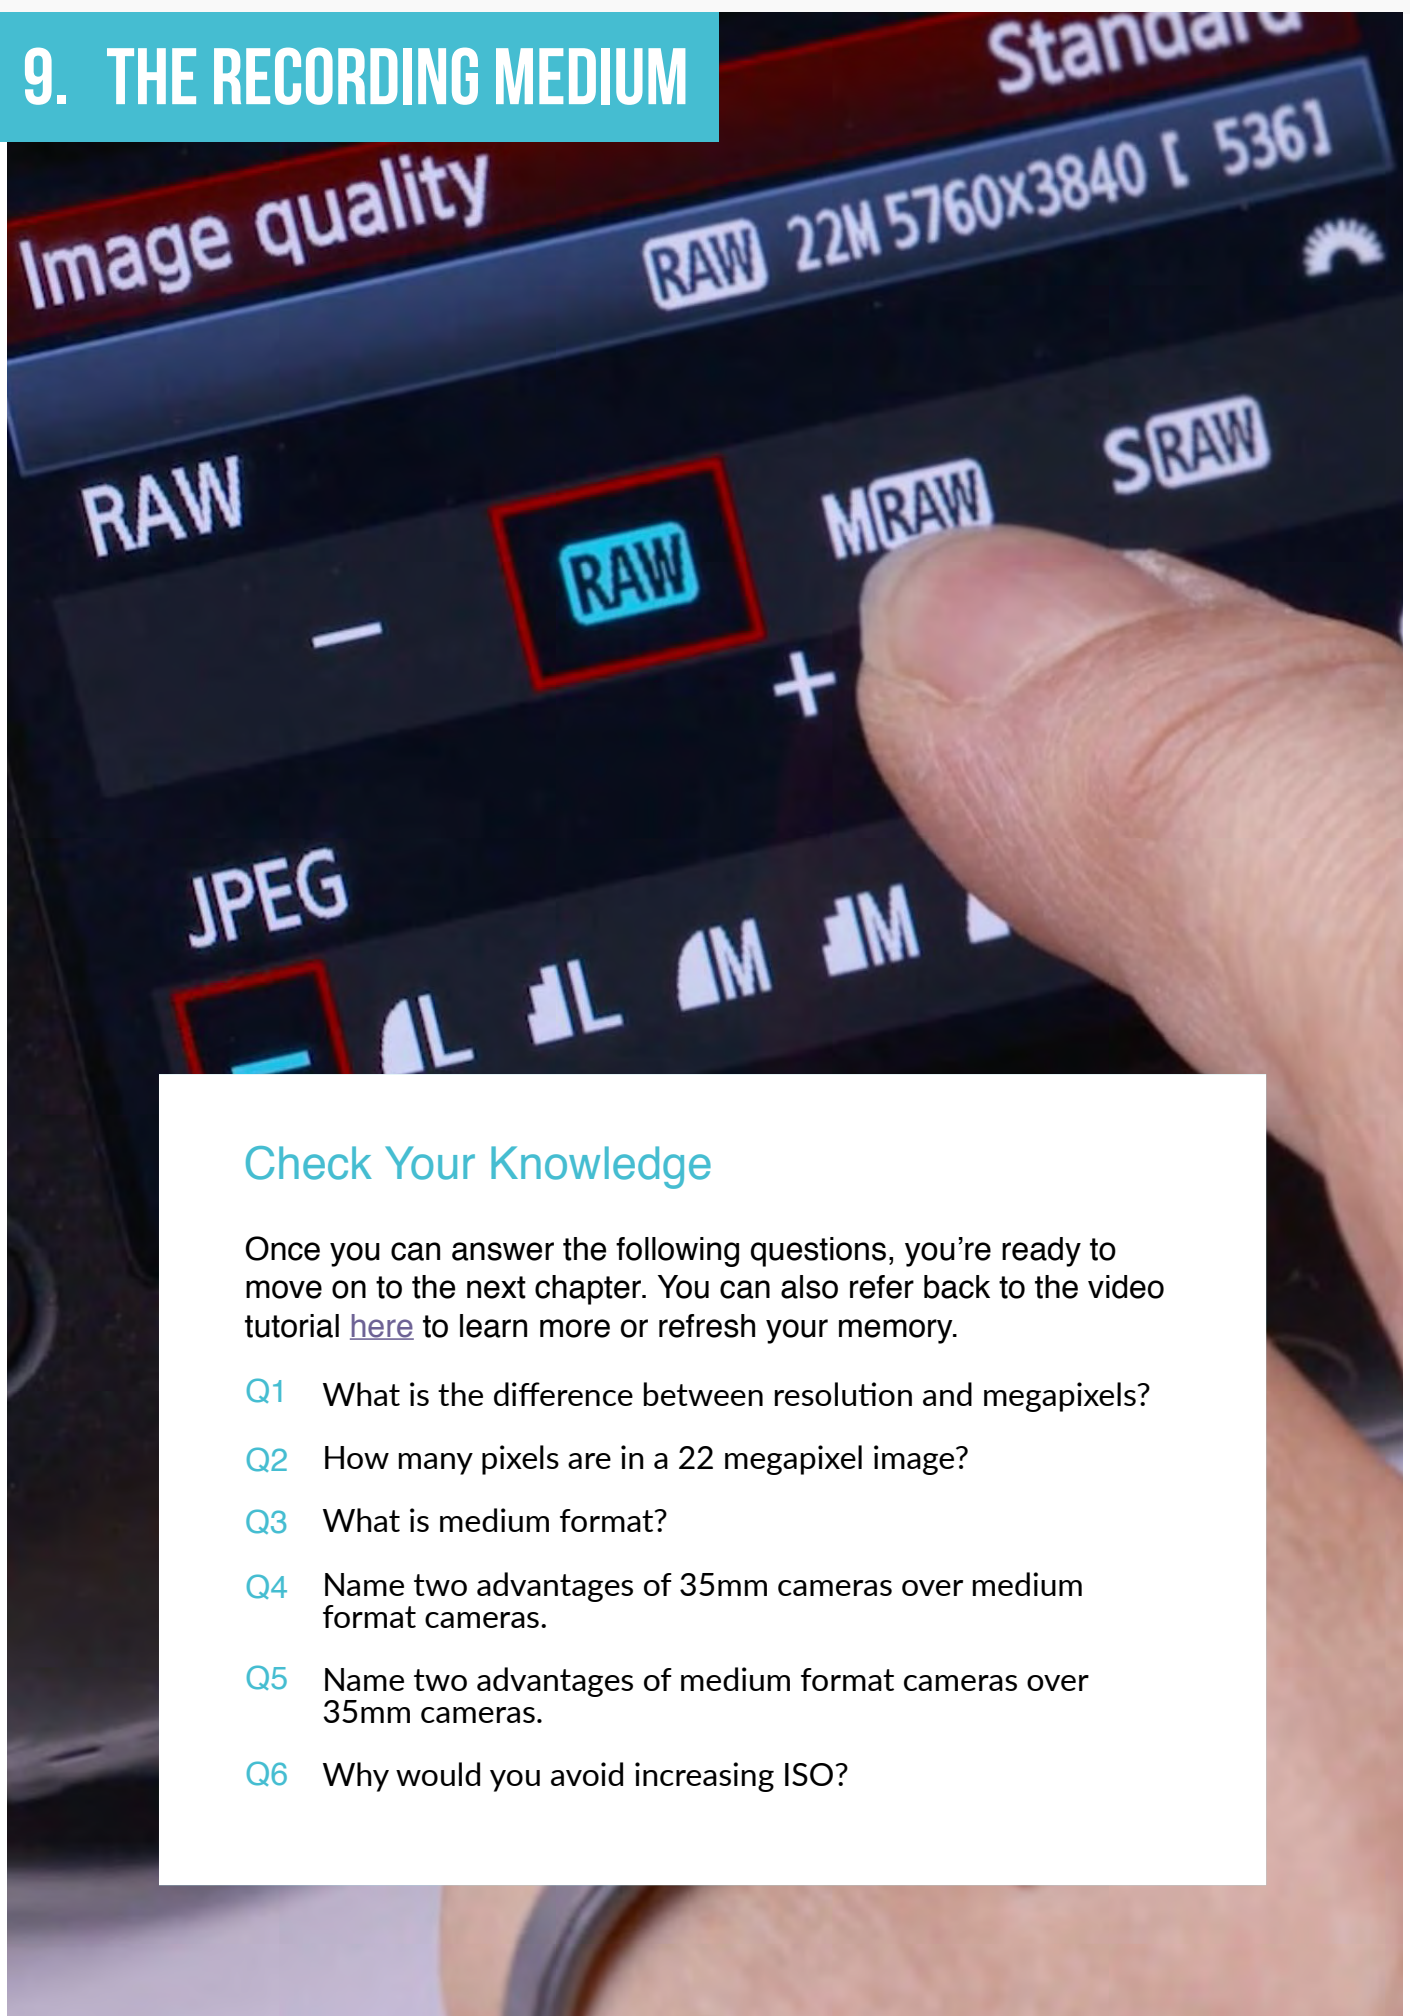 9. THE RECORDING MEDIUM
Standard
Image quality
RAW 22M 5760x3840 [ 536]
RAW
– RAW MRAW SRAW
+
JPEG
– L L M M
Check Your Knowledge
Once you can answer the following questions, you’re ready to
move on to the next chapter. You can also refer back to the video
tutorial here to learn more or refresh your memory.
Q1 What is the difference between resolution and megapixels?
Q2 How many pixels are in a 22 megapixel image?
Q3 What is medium format?
Q4 Name two advantages of 35mm cameras over medium
format cameras.
Q5 Name two advantages of medium format cameras over
35mm cameras.
Q6 Why would you avoid increasing ISO?